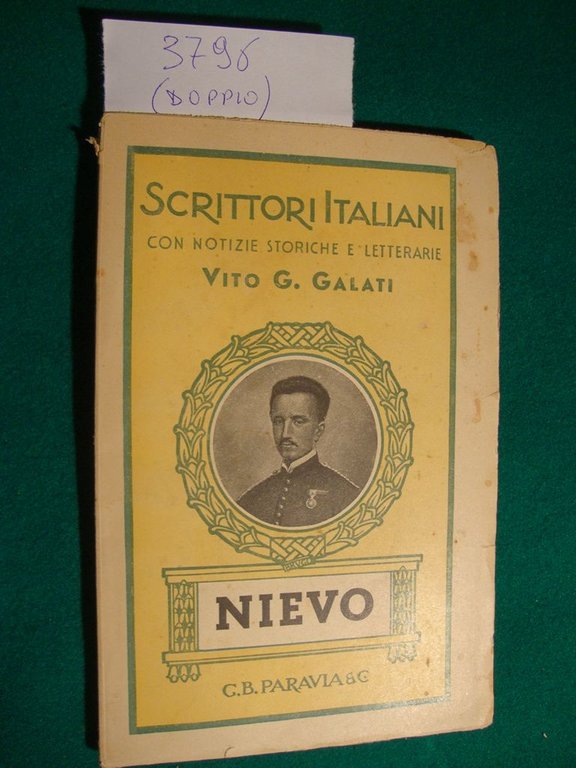 3796
(DOPPIO)
SCRITTORI ITALIANI
CON NOTIZIE STORICHE E LETTERARIE
VITO G. GALATI
NIEVO
G.B. PARAVIA & C